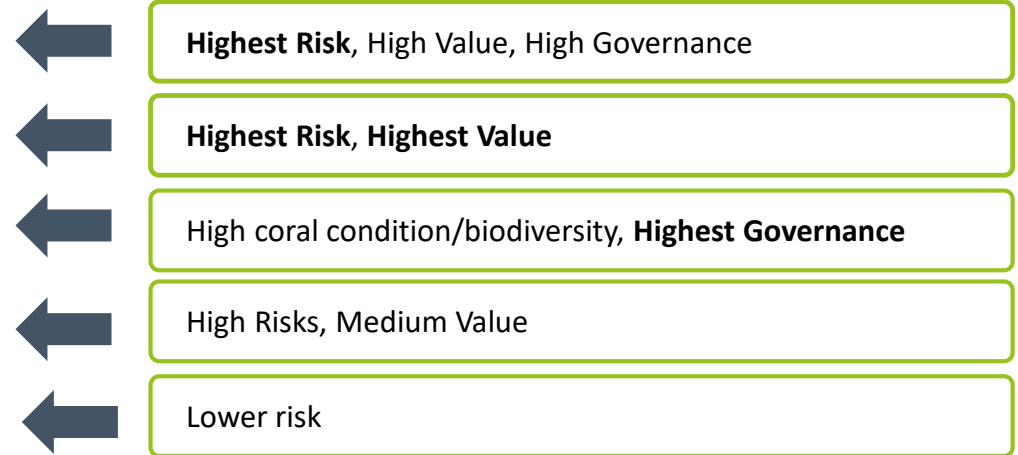 Highest Risk, High Value, High Governance
Highest Risk, Highest Value
High coral condition/biodiversity, Highest Governance
High Risks, Medium Value
Lower risk